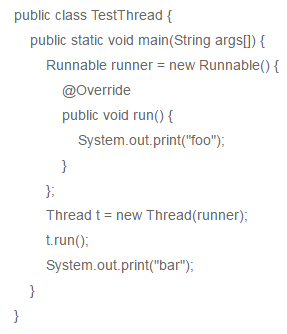 public class TestThread {
public static void main(String args[]) {
Runnable runner = new Runnable() {
@Override
public void run() {
System.out.print("foo");
}
};
Thread t = new Thread(runner);
t.run();
System.out.print("bar");
}
}